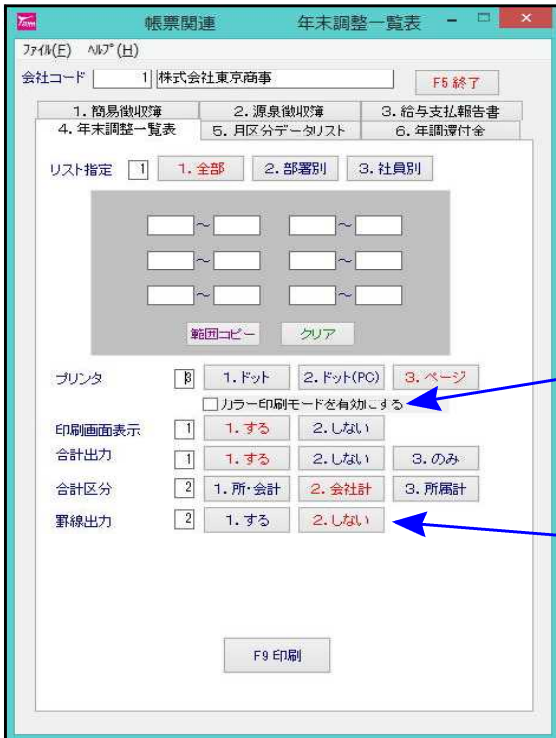 帳票関連 年末調整一覧表
ﾌｧｲﾙ(F) ﾍﾙﾌﾟ(H)
会社コード 1 株式会社東京商事 F5 終了
1. 簡易徴収簿 2. 源泉徴収簿 3. 給与支払報告書
4. 年末調整一覧表 5. 月区分データリスト 6. 年調還付金
リスト指定 1 1. 全部 2. 部署別 3. 社員別
～ ～
～ ～
～ ～
範囲コピー クリア
プリンタ 3 1. ドット 2. ドット(PC) 3. ページ
カラー印刷モードを有効にする
印刷画面表示 1 1. する 2. しない
合計出力 1 1. する 2. しない 3. のみ
合計区分 2 1. 所・会計 2. 会社計 3. 所属計
罫線出力 2 1. する 2. しない
F9 印刷